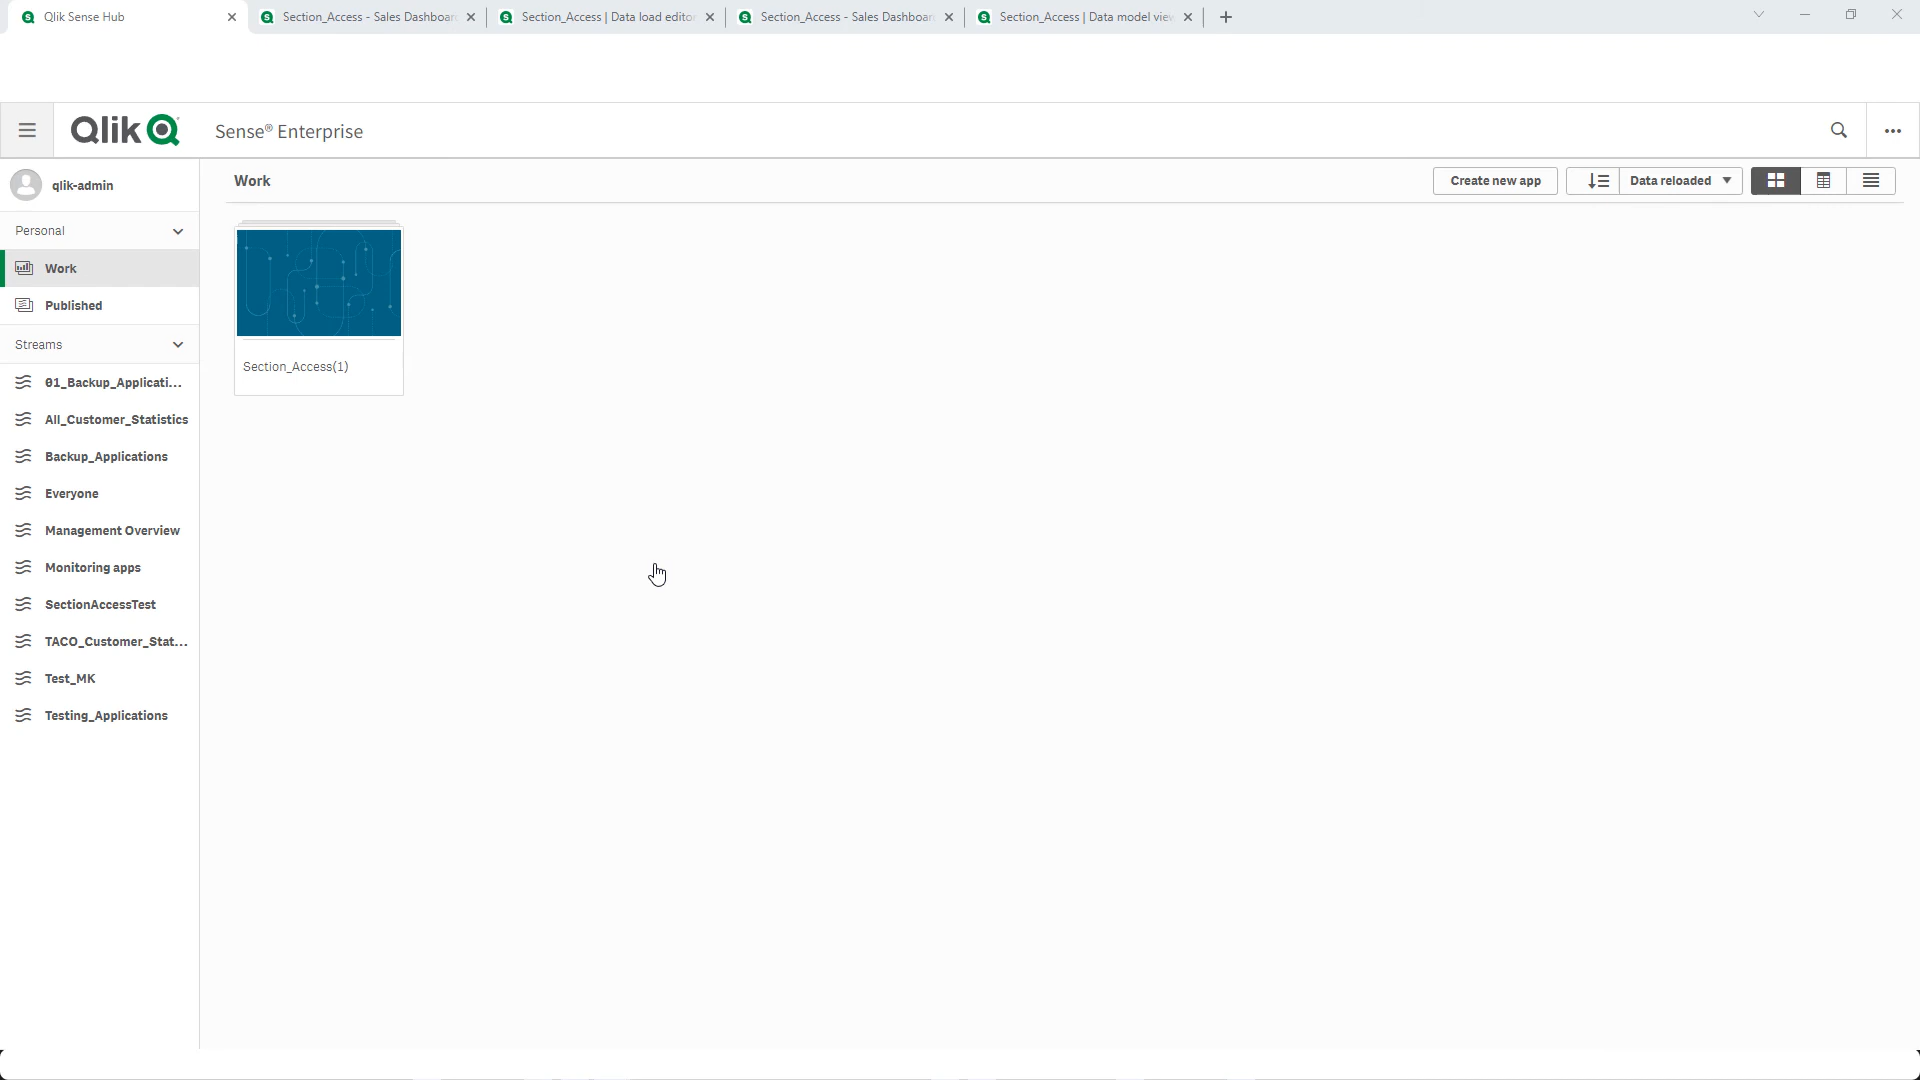 Qlik Sense Hub
Section_Access - Sales Dashboar
Section_Access | Data load edito
Section_Access - Sales Dashboar
Section_Access | Data model vie
Qlik
Sense® Enterprise
qlik-admin
Work
Create new app
Data reloaded
Personal
Work
Published
Streams
01_Backup_Applicati...
All_Customer_Statistics
Backup_Applications
Everyone
Management Overview
Monitoring apps
SectionAccessTest
TACO_Customer_Stat...
Test_MK
Testing_Applications
Section_Access(1)